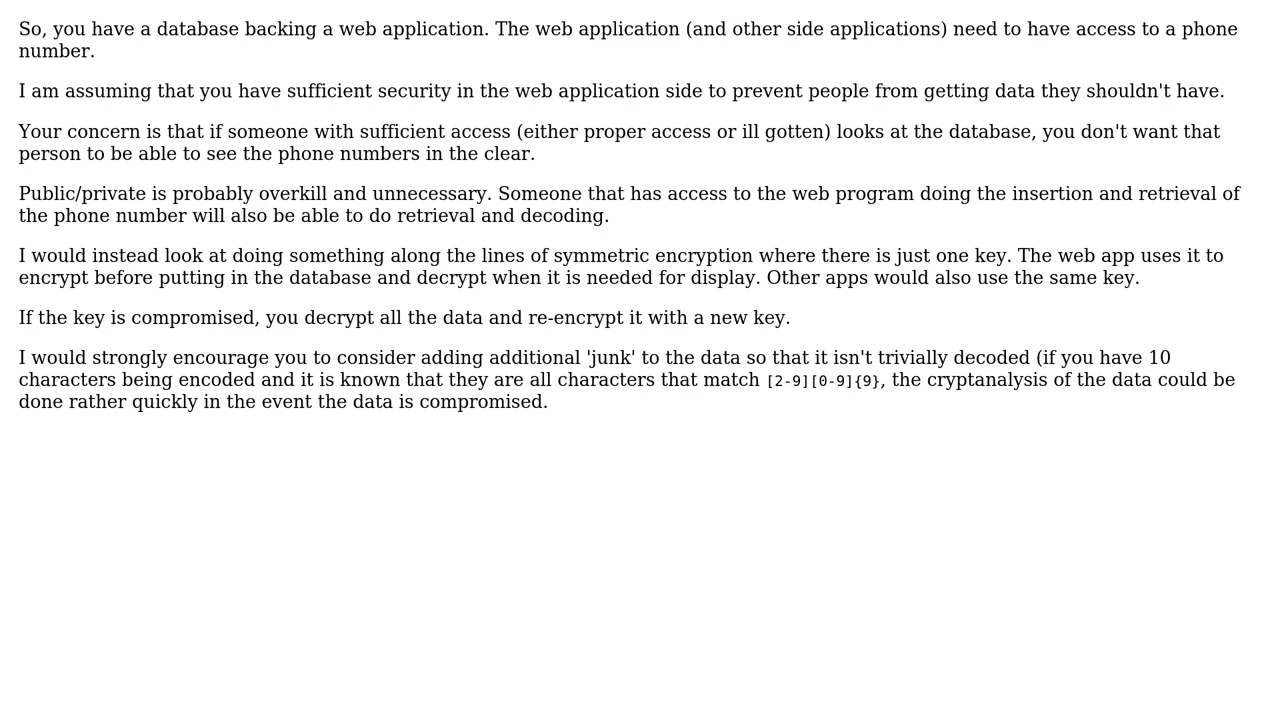 So, you have a database backing a web application. The web application (and other side applications) need to have access to a phone
number.
I am assuming that you have sufficient security in the web application side to prevent people from getting data they shouldn't have.
Your concern is that if someone with sufficient access (either proper access or ill gotten) looks at the database, you don't want that
person to be able to see the phone numbers in the clear.
Public/private is probably overkill and unnecessary. Someone that has access to the web program doing the insertion and retrieval of
the phone number will also be able to do retrieval and decoding.
I would instead look at doing something along the lines of symmetric encryption where there is just one key. The web app uses it to
encrypt before putting in the database and decrypt when it is needed for display. Other apps would also use the same key.
If the key is compromised, you decrypt all the data and re-encrypt it with a new key.
I would strongly encourage you to consider adding additional 'junk' to the data so that it isn't trivially decoded (if you have 10
characters being encoded and it is known that they are all characters that match [2-9][0-9]{9}, the cryptanalysis of the data could be
done rather quickly in the event the data is compromised.